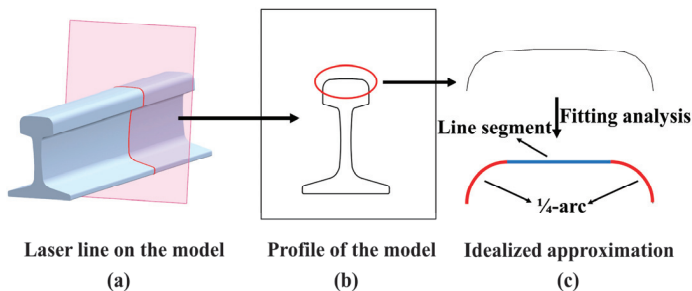 Fitting analysis
Line segment
¼-arc
Laser line on the model
Profile of the model
Idealized approximation
(a)
(b)
(c)